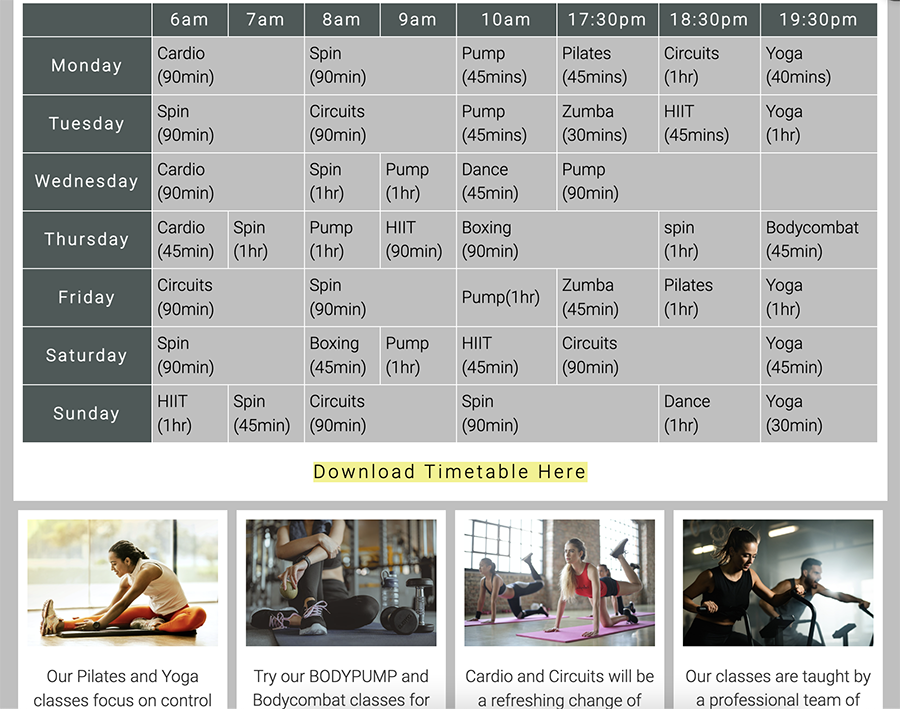 6am 7am 8am 9am 10am 17:30pm 18:30pm 19:30pm
Monday
Cardio
(90min)
Spin
(90min)
Pump
(45mins)
Pilates
(45mins)
Circuits
(1hr)
Yoga
(40mins)
Tuesday
Spin
(90min)
Circuits
(90min)
Pump
(45mins)
Zumba
(30mins)
HIIT
(45mins)
Yoga
(1hr)
Wednesday
Cardio
(90min)
Spin
(1hr)
Pump
(1hr)
Dance
(45min)
Pump
(90min)
Thursday
Cardio
(45min)
Spin
(1hr)
Pump
(1hr)
HIIT
(90min)
Boxing
(90min)
spin
(1hr)
Bodycombat
(45min)
Friday
Circuits
(90min)
Spin
(90min)
Pump(1hr)
Zumba
(45min)
Pilates
(1hr)
Yoga
(1hr)
Saturday
Spin
(90min)
Boxing
(45min)
Pump
(1hr)
HIIT
(45min)
Circuits
(90min)
Yoga
(45min)
Sunday
HIIT
(1hr)
Spin
(45min)
Circuits
(90min)
Spin
(90min)
Dance
(1hr)
Yoga
(30min)
Download Timetable Here
Our Pilates and Yoga
classes focus on control
Try our BODYPUMP and
Bodycombat classes for
Cardio and Circuits will be
a refreshing change of
Our classes are taught by
a professional team of